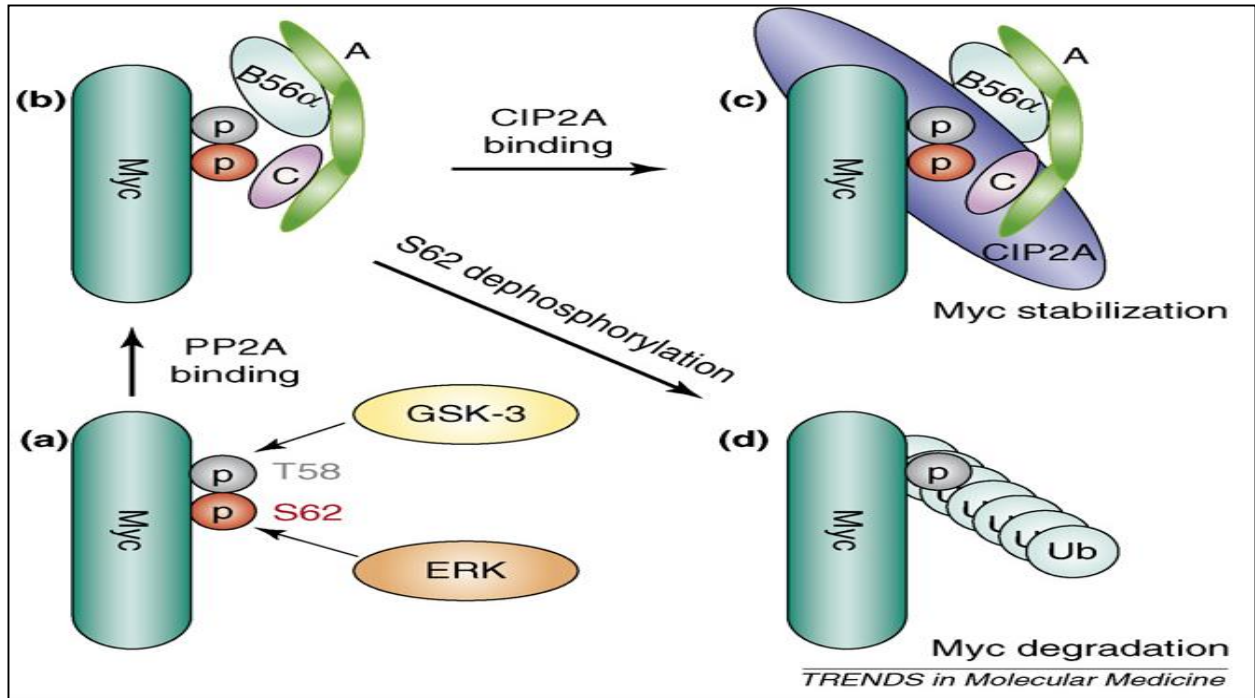 (b)
Myc
p
p
B56α
A
C
CIP2A
binding
(c)
Myc
p
p
B56α
A
C
CIP2A
Myc stabilization
S62 dephosphorylation
PP2A
binding
(a)
Myc
p
T58
p
S62
GSK-3
ERK
(d)
Myc
p
U
U
U
U
Ub
Myc degradation
TRENDS in Molecular Medicine